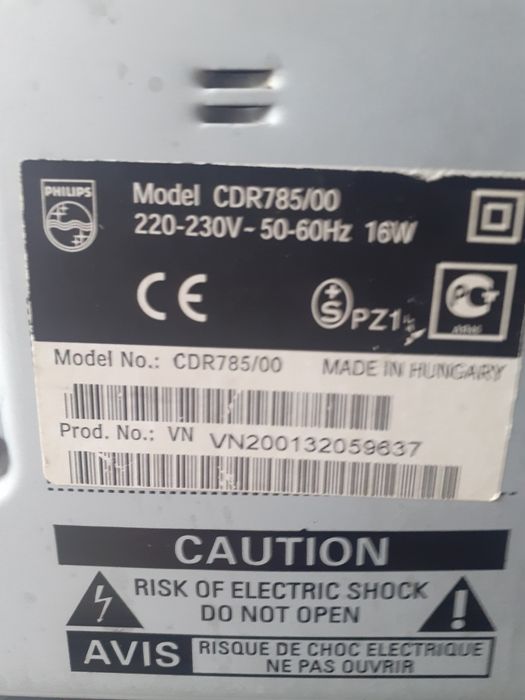 PHILIPS
Model CDR785/00
220-230V~50-60Hz 16W
CE
S PZ1
Model No.: CDR785/00 MADE IN HUNGARY
Prod. No.: VN VN200132059637
CAUTION
RISK OF ELECTRIC SHOCK
DO NOT OPEN
AVIS RISQUE DE CHOC ELECTRIQUE
NE PAS OUVRIR